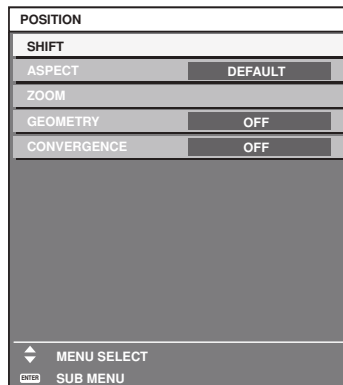 POSITION
SHIFT
ASPECT DEFAULT
ZOOM
GEOMETRY OFF
CONVERGENCE OFF
MENU SELECT
ENTER SUB MENU